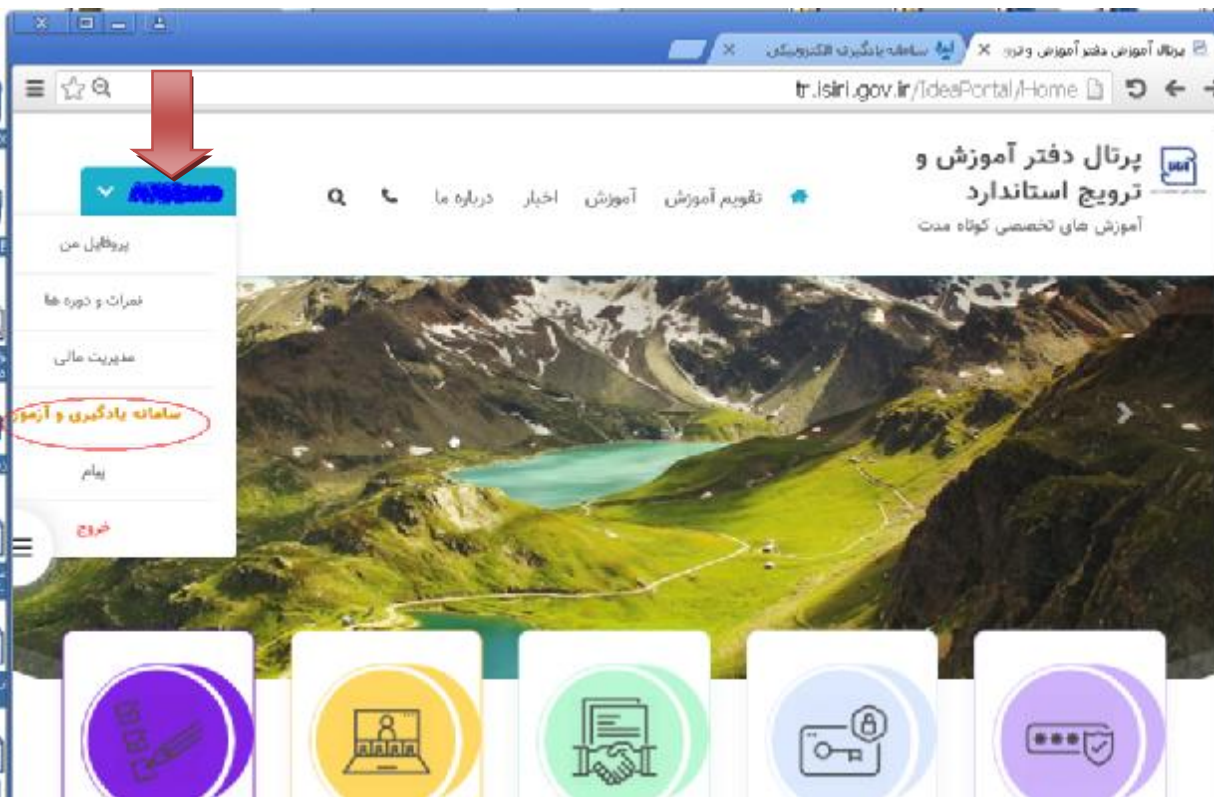 پرتال آموزش دفتر آموزش و ترو
سامانه یادگیری الکترونیکی
tr.isiri.gov.ir/IdeaPortal/Home
پرتال دفتر آموزش و
ترویج استاندارد
آموزش های تخصصی کوتاه مدت
تقویم آموزش آموزش اخبار درباره ما
پروفایل من
نمرات و دوره ها
مدیریت مالی
سامانه یادگیری و آزمون
پیام
خروج